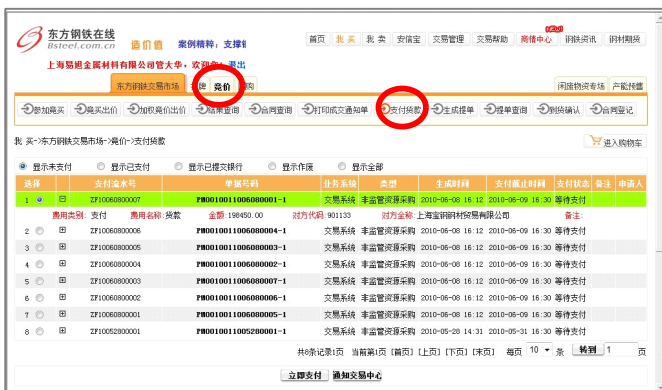 东方钢铁在线
Bsteel.com.cn
造价值 案例精粹，支撑
首页 我买 我卖 安信宝 交易管理 交易帮助 商情中心 钢铁资讯 钢材期货
上海易矩金属材料有限公司管大华，欢迎您！退出
东方钢铁交易市场 挂牌 竞价 闲废物资专场 产能预售
参加竞买 竞买出价 加权竞价出价 结果查询 合同查询 打印成交通知单 支付货款 生成提单 提单查询 到货确认 合同登记
我 买->东方钢铁交易市场->竞价->支付货款 进入购物车
显示未支付 显示已支付 显示已提交银行 显示作废 显示全部
选择 支付流水号 单据号码 业务系统 类型 生成时间 支付截止时间 支付状态 备注 申请人
1 ZF10060800007 PM00100110060800​01-1 交易系统 非监管资源采购 2010-06-08 16:12 2010-06-09 16:30 等待支付
费用类别: 支付 费用名称:货款 金额:198450.00 对方代码:901133 对方全称:上海宝钢钢材贸易有限公司 备注:
2 ZF10060800006 PM0010011006080004-1 交易系统 非监管资源采购 2010-06-08 16:12 2010-06-09 16:30 等待支付
3 ZF10060800005 PM0010011006080003-1 交易系统 非监管资源采购 2010-06-08 16:12 2010-06-09 16:30 等待支付
4 ZF10060800004 PM0010011006080002-1 交易系统 非监管资源采购 2010-06-08 16:12 2010-06-09 16:30 等待支付
5 ZF10060800003 PM0010011006080007-1 交易系统 非监管资源采购 2010-06-08 16:12 2010-06-09 16:30 等待支付
6 ZF10060800002 PM0010011006080006-1 交易系统 非监管资源采购 2010-06-08 16:12 2010-06-09 16:30 等待支付
7 ZF10060800001 PM0010011006080005-1 交易系统 非监管资源采购 2010-06-08 16:12 2010-06-09 16:30 等待支付
8 ZF10052800001 PM0010011005280001-1 交易系统 非监管资源采购 2010-05-28 14:31 2010-05-31 16:30 等待支付
共8条记录1页 当前第1页 [首页] [上页] [下页] [末页] 每页 10 条 转到 1 页
立即支付 通知交易中心